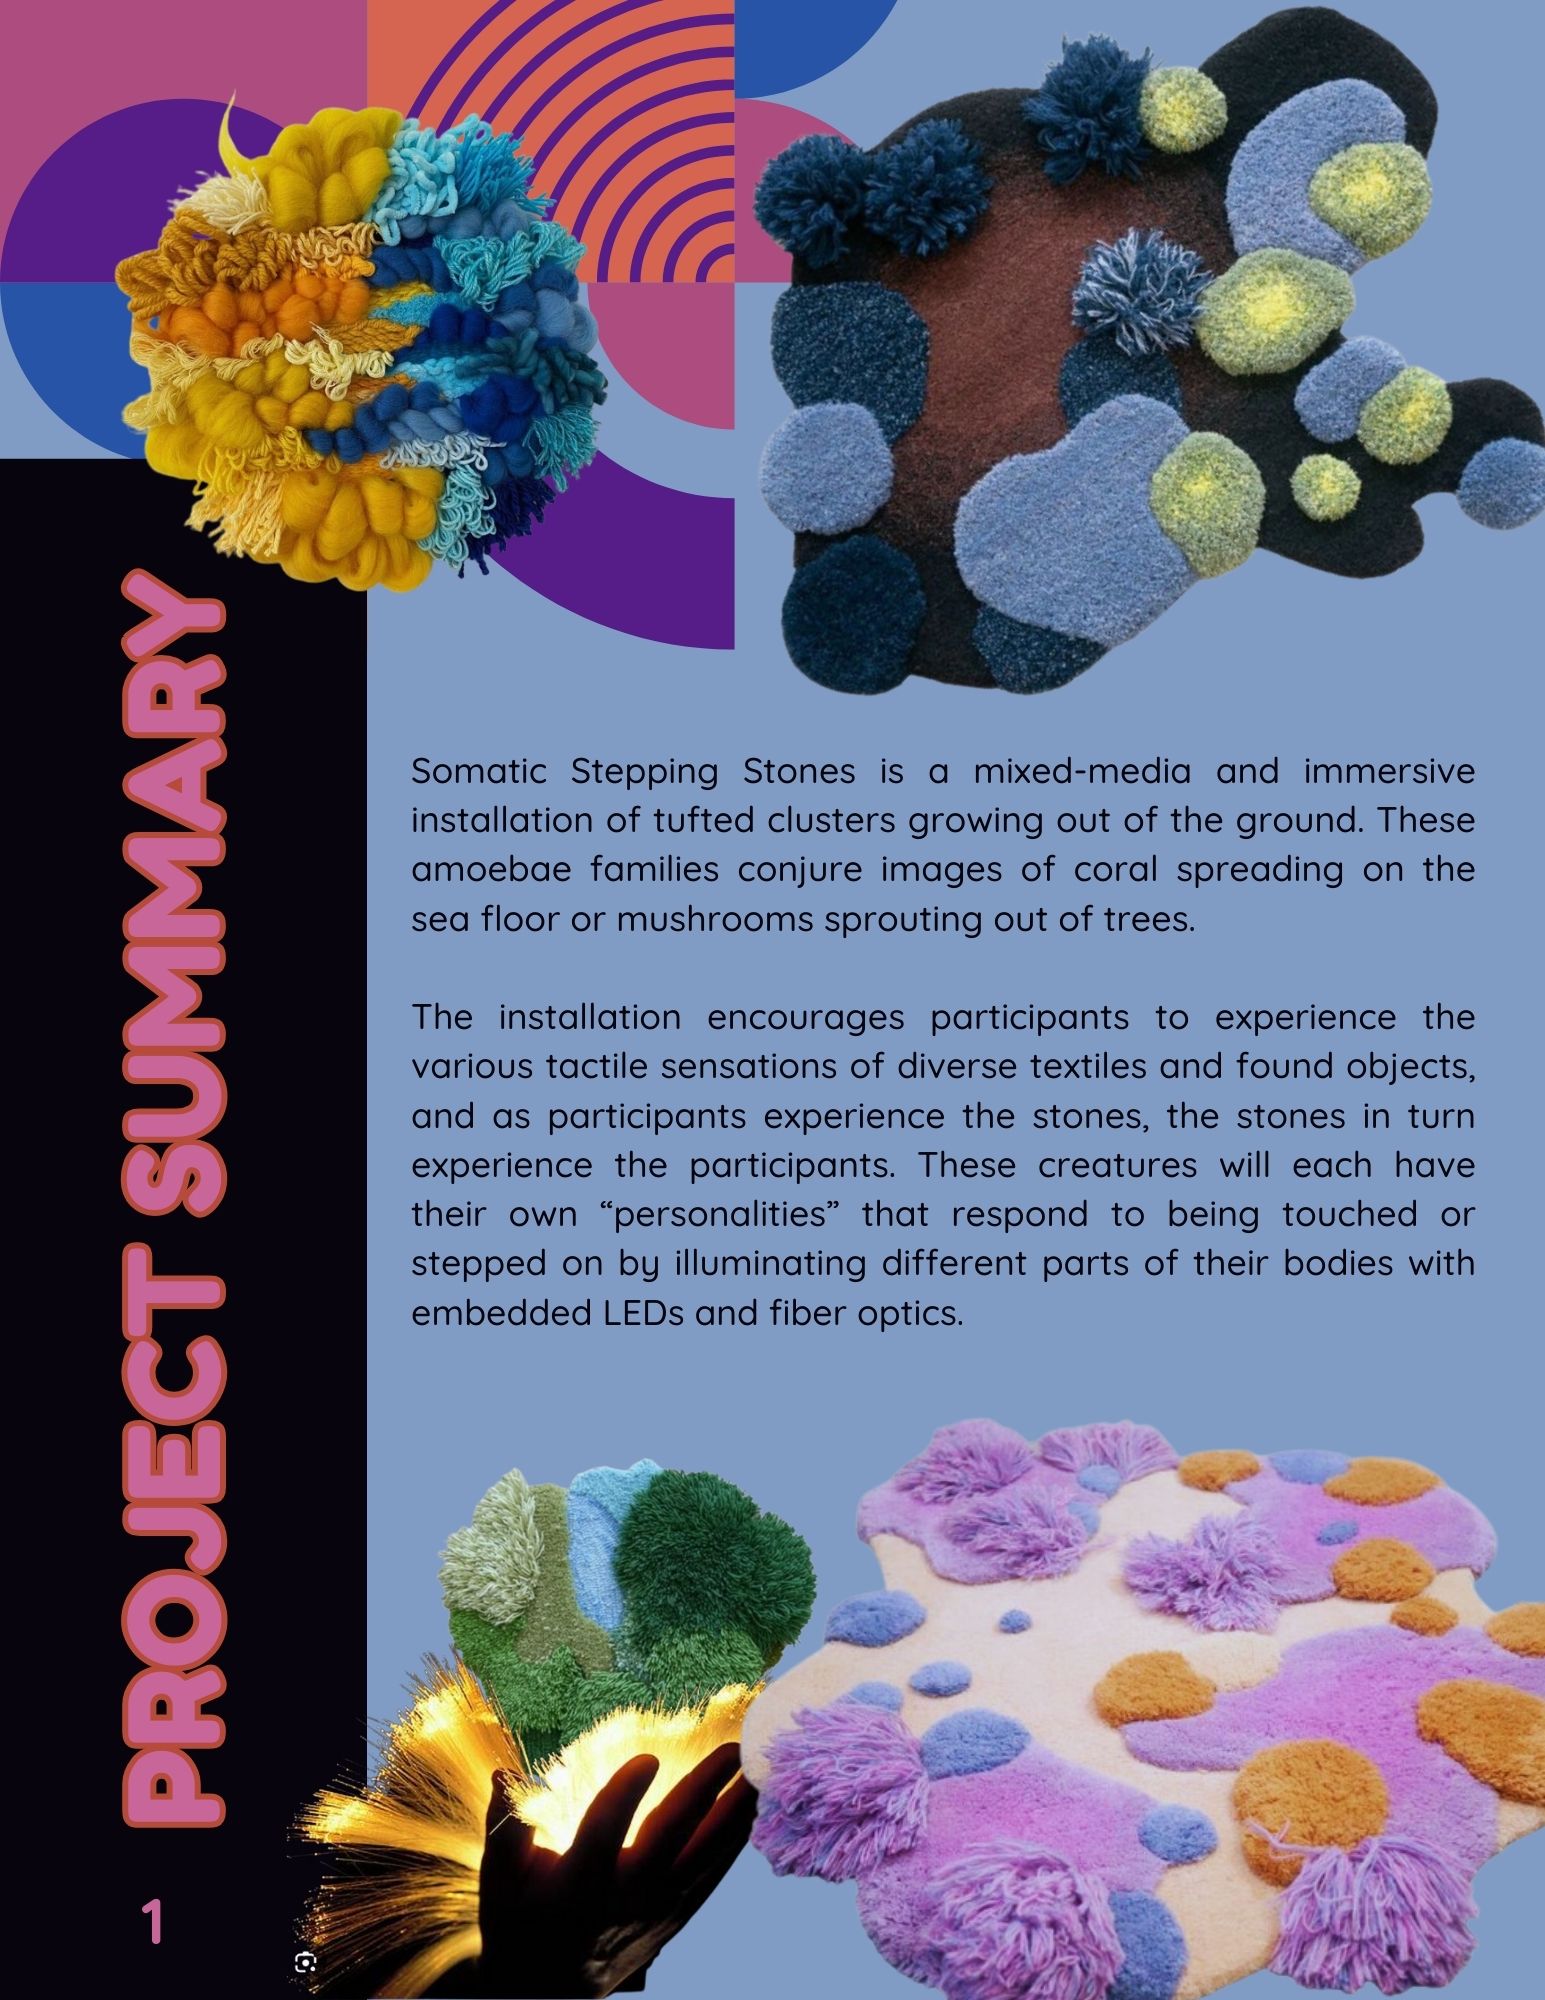 PROJECT SUMMARY
Somatic Stepping Stones is a mixed-media and immersive
installation of tufted clusters growing out of the ground. These
amoebae families conjure images of coral spreading on the
sea floor or mushrooms sprouting out of trees.
The installation encourages participants to experience the
various tactile sensations of diverse textiles and found objects,
and as participants experience the stones, the stones in turn
experience the participants. These creatures will each have
their own “personalities” that respond to being touched or
stepped on by illuminating different parts of their bodies with
embedded LEDs and fiber optics.
1